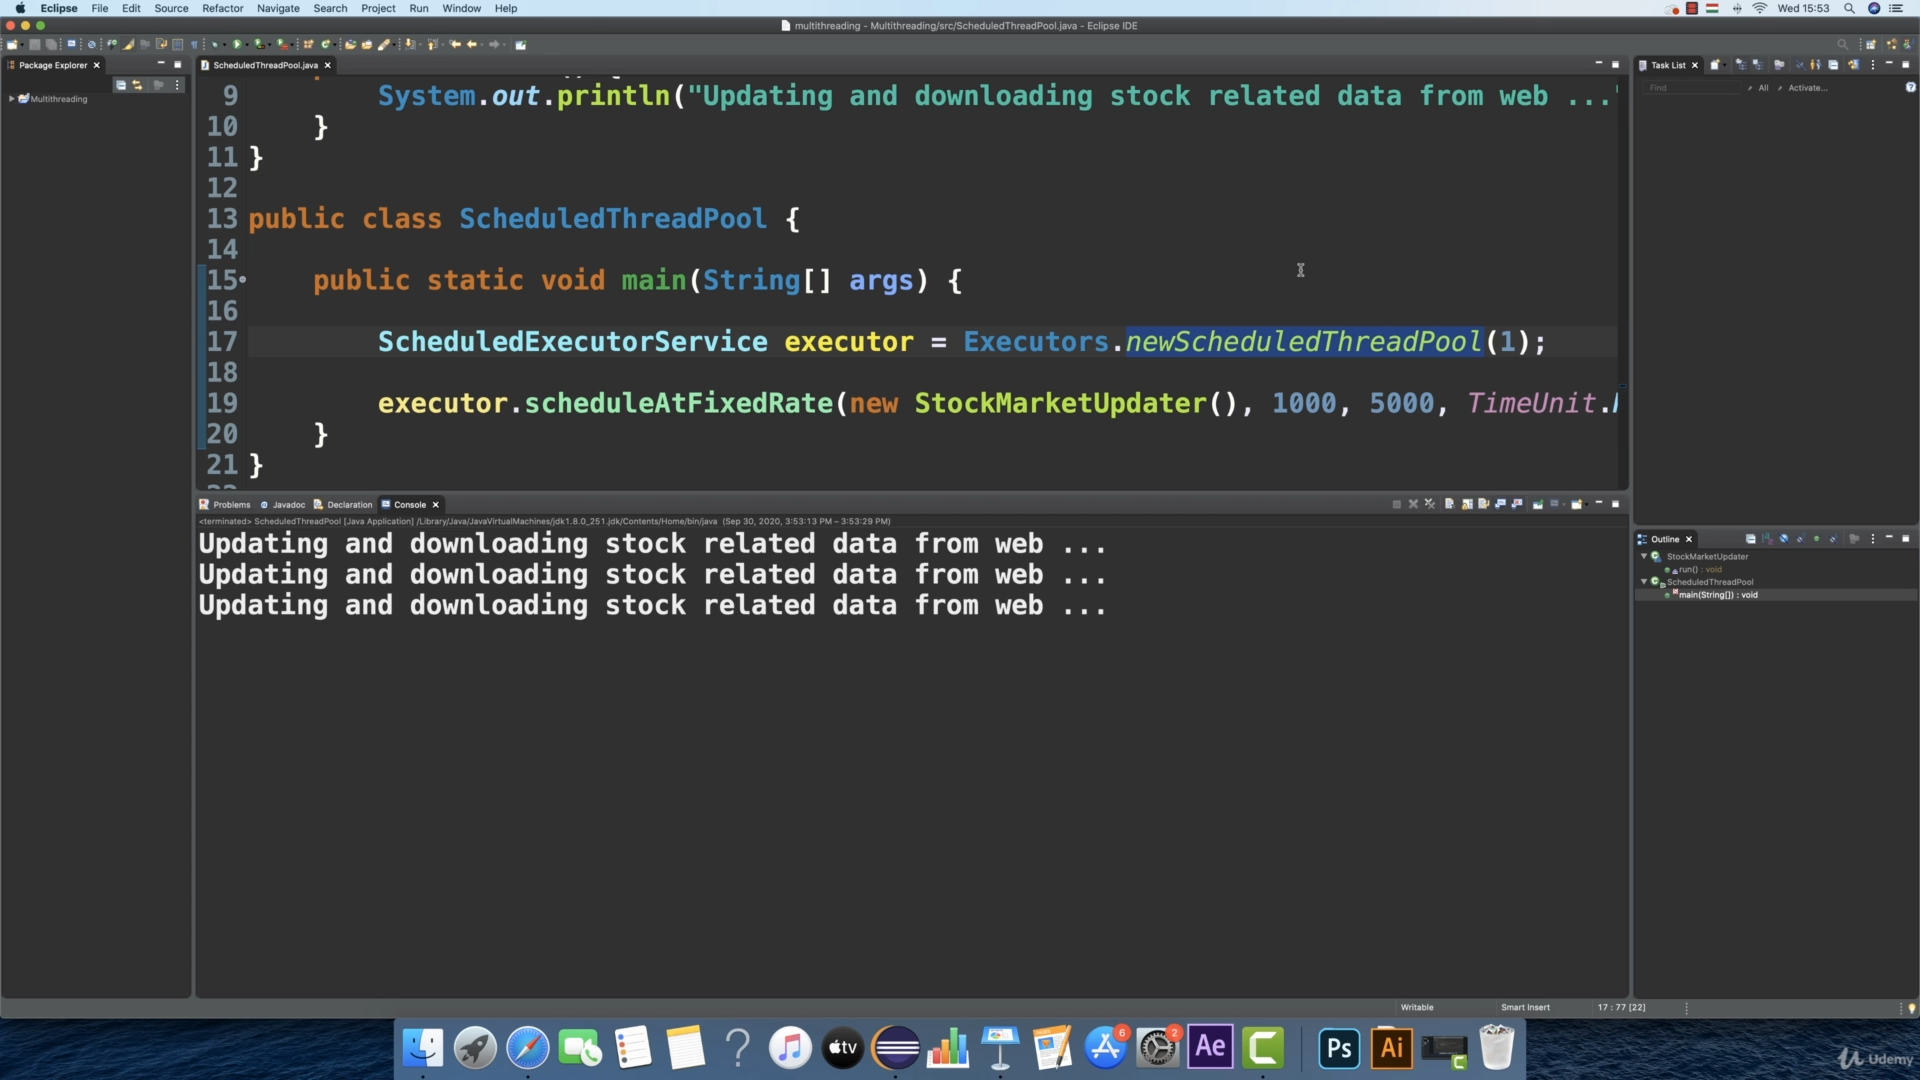 Eclipse File Edit Source Refactor Navigate Search Project Run Window Help Wed 15:53
multithreading - Multithreading/src/ScheduledThreadPool.java - Eclipse IDE
Package Explorer
Multithreading
ScheduledThreadPool.java
9 System.out.println("Updating and downloading stock related data from web ..."
10 }
11 }
12
13 public class ScheduledThreadPool {
14
15 public static void main(String[] args) {
16
17 ScheduledExecutorService executor = Executors.newScheduledThreadPool(1);
18
19 executor.scheduleAtFixedRate(new StockMarketUpdater(), 1000, 5000, TimeUnit.
20 }
21 }
Problems Javadoc Declaration Console
<terminated> ScheduledThreadPool [Java Application] /Library/Java/JavaVirtualMachines/jdk1.8.0_251.jdk/Contents/Home/bin/java (Sep 30, 2020, 3:53:13 PM – 3:53:29 PM)
Updating and downloading stock related data from web ...
Updating and downloading stock related data from web ...
Updating and downloading stock related data from web ...
Task List
Find All Activate...
Outline
StockMarketUpdater
run() : void
ScheduledThreadPool
main(String[]) : void
Writable Smart Insert 17 : 77 [22]
tv 6 2 Ae C Ps Ai
Udemy